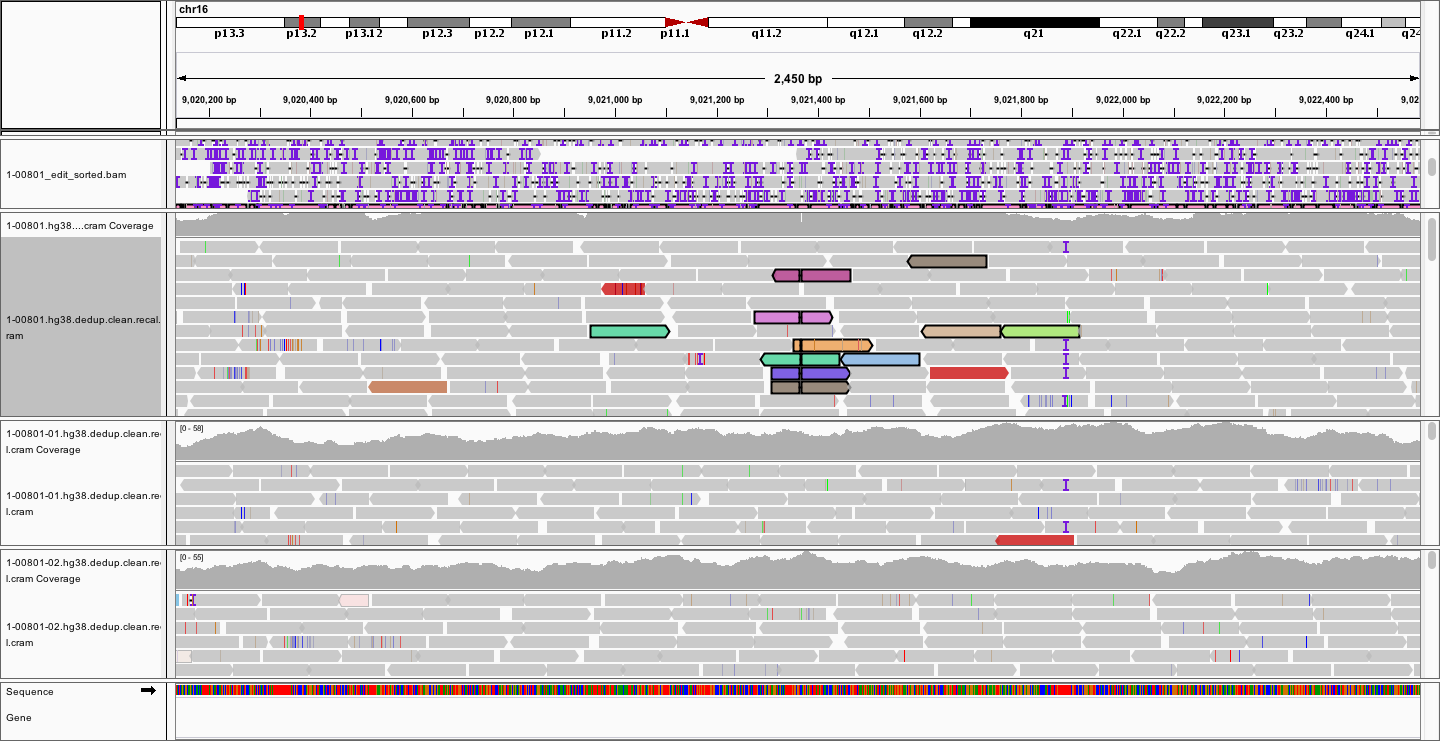 chr16
p13.3 p13.2 p13.12 p12.3 p12.2 p12.1 p11.2 p11.1 q11.2 q12.1 q12.2 q21 q22.1 q22.2 q23.1 q23.2 q24.1 q24
2,450 bp
9,020,200 bp 9,020,400 bp 9,020,600 bp 9,020,800 bp 9,021,000 bp 9,021,200 bp 9,021,400 bp 9,021,600 bp 9,021,800 bp 9,022,000 bp 9,022,200 bp 9,022,400 bp 9,02
1-00801_edit_sorted.bam
1-00801.hg38....cram Coverage
1-00801.hg38.dedup.clean.recal.
ram
1-00801-01.hg38.dedup.clean.re
l.cram Coverage
[0 - 58]
1-00801-01.hg38.dedup.clean.re
l.cram
1-00801-02.hg38.dedup.clean.re
l.cram Coverage
[0 - 55]
1-00801-02.hg38.dedup.clean.re
l.cram
Sequence
Gene